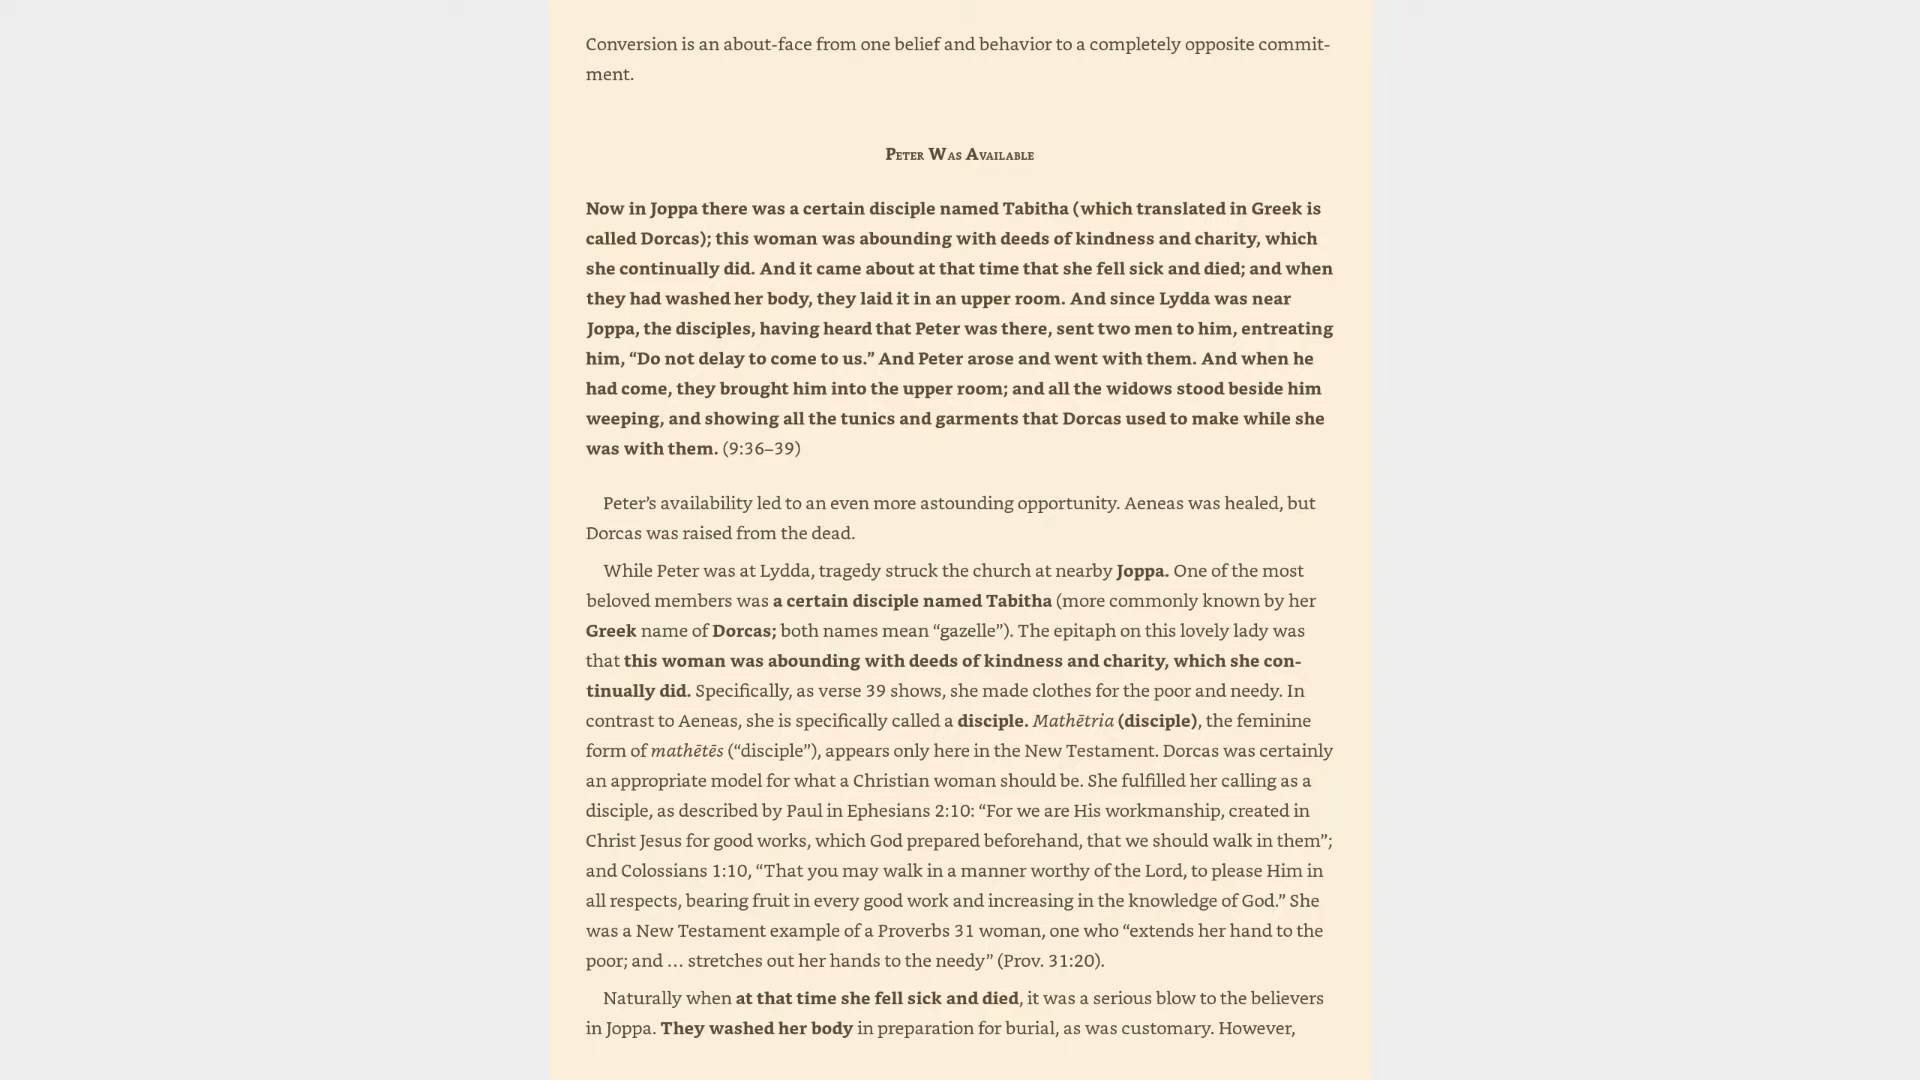 Conversion is an about-face from one belief and behavior to a completely opposite commit-
ment.
Peter Was Available
Now in Joppa there was a certain disciple named Tabitha (which translated in Greek is
called Dorcas); this woman was abounding with deeds of kindness and charity, which
she continually did. And it came about at that time that she fell sick and died; and when
they had washed her body, they laid it in an upper room. And since Lydda was near
Joppa, the disciples, having heard that Peter was there, sent two men to him, entreating
him, “Do not delay to come to us.” And Peter arose and went with them. And when he
had come, they brought him into the upper room; and all the widows stood beside him
weeping, and showing all the tunics and garments that Dorcas used to make while she
was with them. (9:36–39)
Peter’s availability led to an even more astounding opportunity. Aeneas was healed, but
Dorcas was raised from the dead.
While Peter was at Lydda, tragedy struck the church at nearby Joppa. One of the most
beloved members was a certain disciple named Tabitha (more commonly known by her
Greek name of Dorcas; both names mean “gazelle”). The epitaph on this lovely lady was
that this woman was abounding with deeds of kindness and charity, which she con-
tinually did. Specifically, as verse 39 shows, she made clothes for the poor and needy. In
contrast to Aeneas, she is specifically called a disciple. Mathētria (disciple), the feminine
form of mathētēs (“disciple”), appears only here in the New Testament. Dorcas was certainly
an appropriate model for what a Christian woman should be. She fulfilled her calling as a
disciple, as described by Paul in Ephesians 2:10: “For we are His workmanship, created in
Christ Jesus for good works, which God prepared beforehand, that we should walk in them”;
and Colossians 1:10, “That you may walk in a manner worthy of the Lord, to please Him in
all respects, bearing fruit in every good work and increasing in the knowledge of God.” She
was a New Testament example of a Proverbs 31 woman, one who “extends her hand to the
poor; and … stretches out her hands to the needy” (Prov. 31:20).
Naturally when at that time she fell sick and died, it was a serious blow to the believers
in Joppa. They washed her body in preparation for burial, as was customary. However,